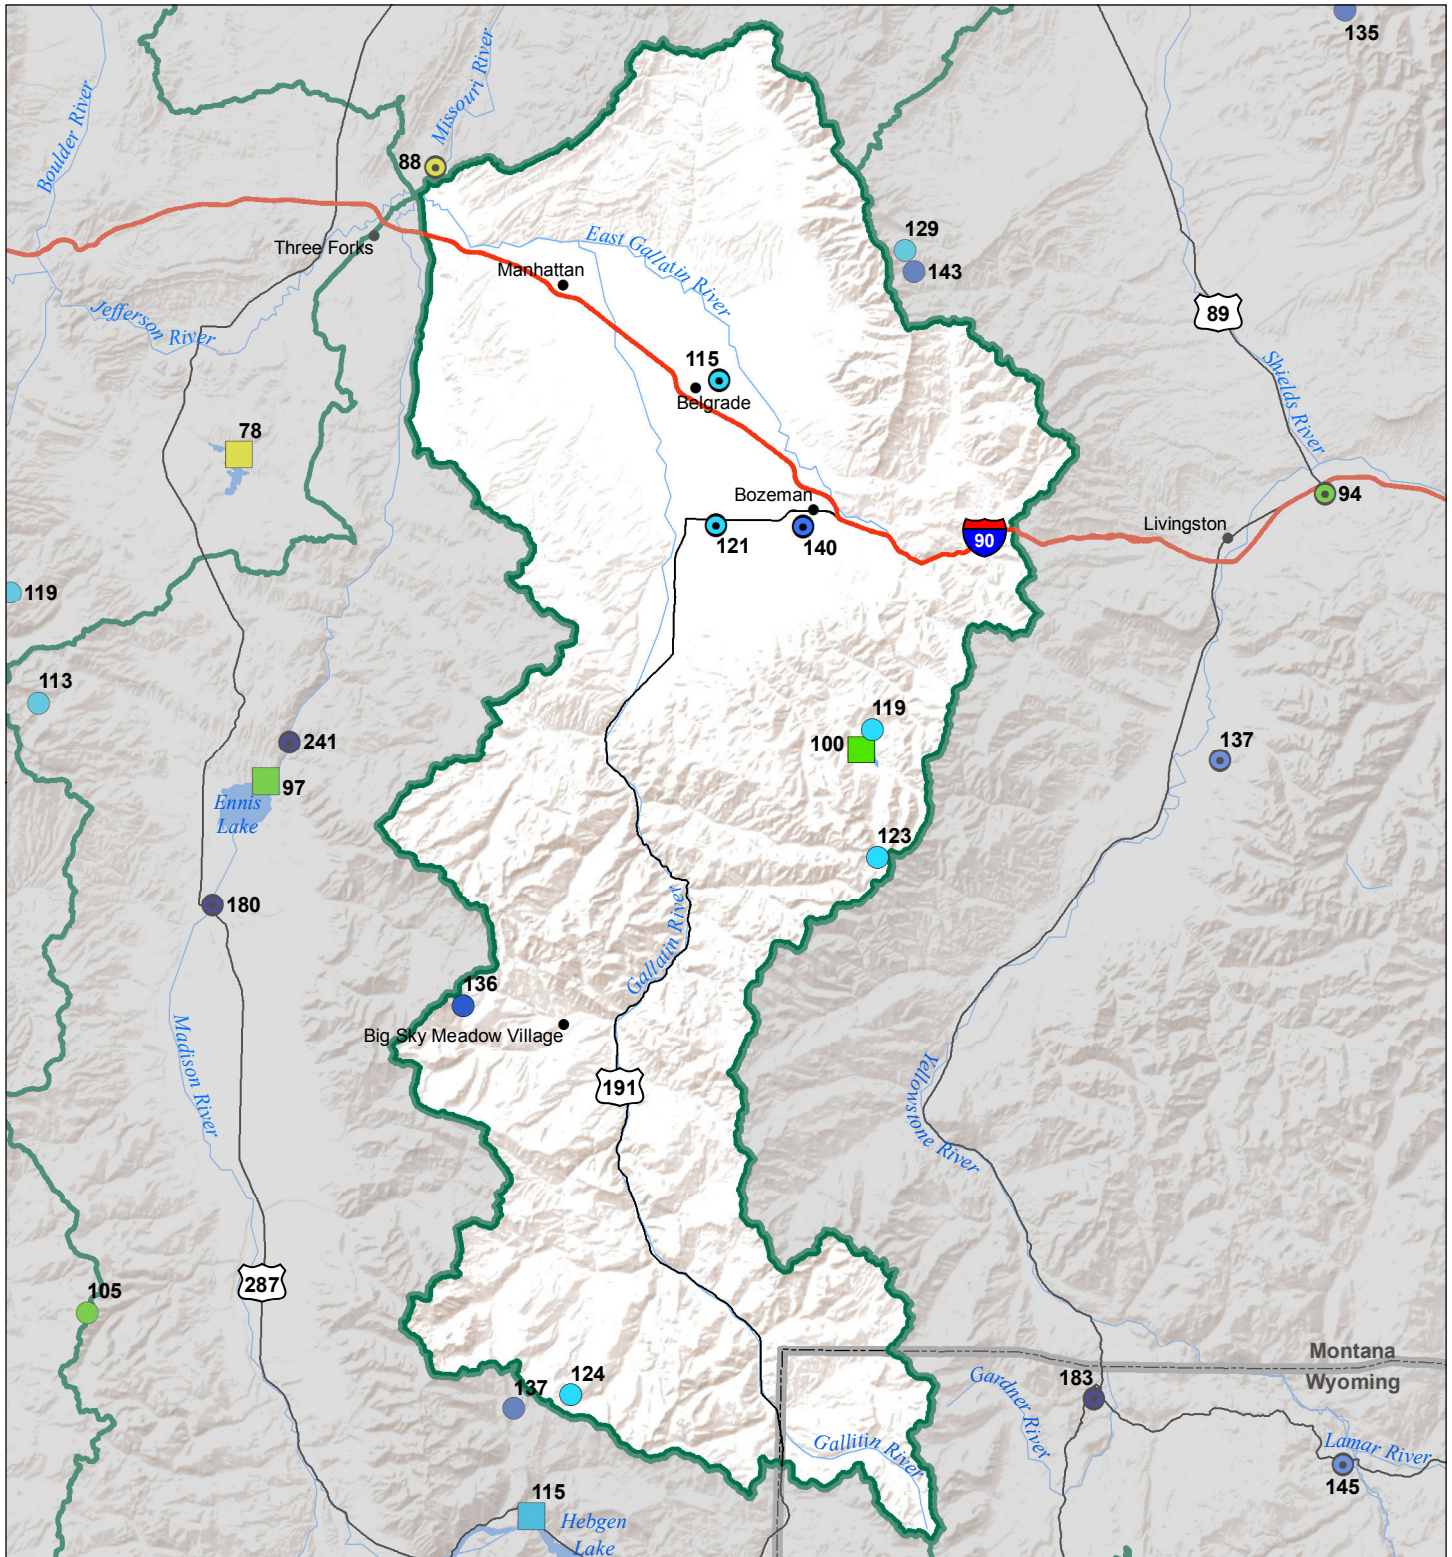 135
Missouri River
Boulder River
88
129
143
Three Forks
East Gallatin River
Manhattan
89
Jefferson River
115
Belgrade
Shields River
78
Bozeman
94
121
140
90
Livingston
119
113
119
100
241
137
97
Ennis
Lake
123
180
Gallatin River
136
Madison River
Big Sky Meadow Village
191
Yellowstone River
287
105
Montana
Wyoming
183
137
124
Gardner River
Gallitin River
Lamar River
145
115
Hebgen
Lake